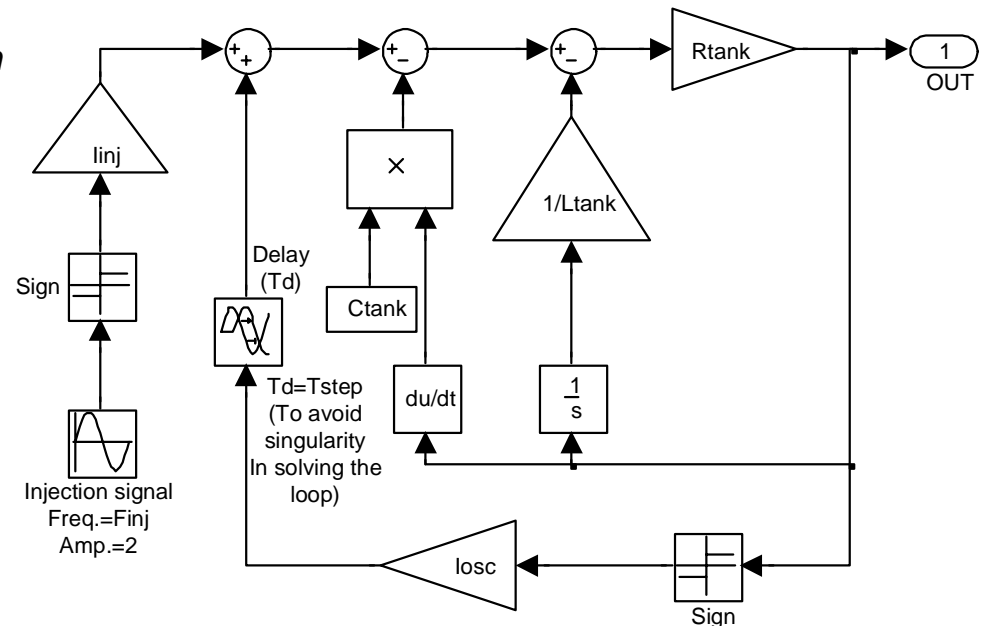 +
+
+
−
+
−
Rtank
1
OUT
Iinj
×
1/Ltank
Sign
Delay
(Td)
Ctank
Td=Tstep
(To avoid
singularity
In solving the
loop)
du/dt
1
s
Injection signal
Freq.=Finj
Amp.=2
Iosc
Sign